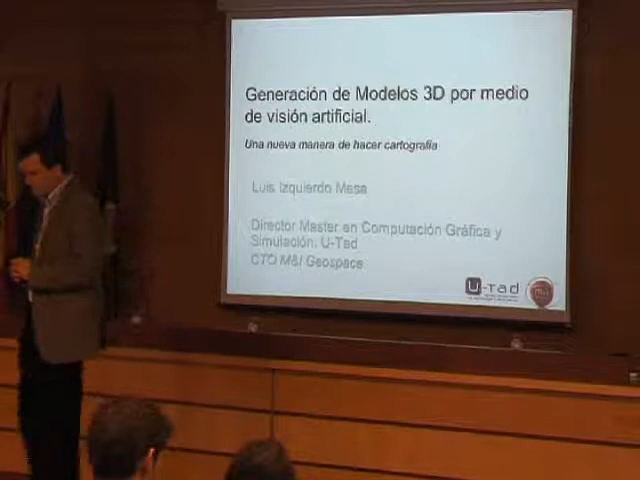 Generación de Modelos 3D por medio
de visión artificial.
Una nueva manera de hacer cartografía
Luis Izquierdo Mesa
Director Master en Computación Gráfica y
Simulación. U-Tad
CTO M&I Geospace
U-Tad